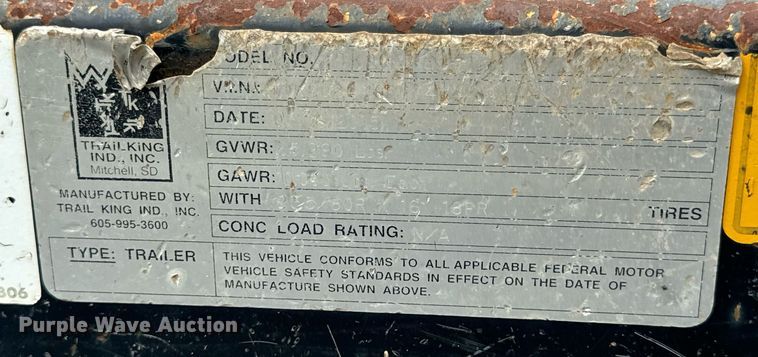 TRAILKING
IND., INC.
Mitchell, SD
MANUFACTURED BY:
TRAIL KING IND., INC.
605-995-3600
TYPE: TRAILER
ODEL NO.
V.I.N.
DATE:
GVWR:
GAWR:
WITH TIRES
CONC LOAD RATING: N/A
THIS VEHICLE CONFORMS TO ALL APPLICABLE FEDERAL MOTOR
VEHICLE SAFETY STANDARDS IN EFFECT ON THE DATE OF
MANUFACTURE SHOWN ABOVE.
806
Purple Wave Auction